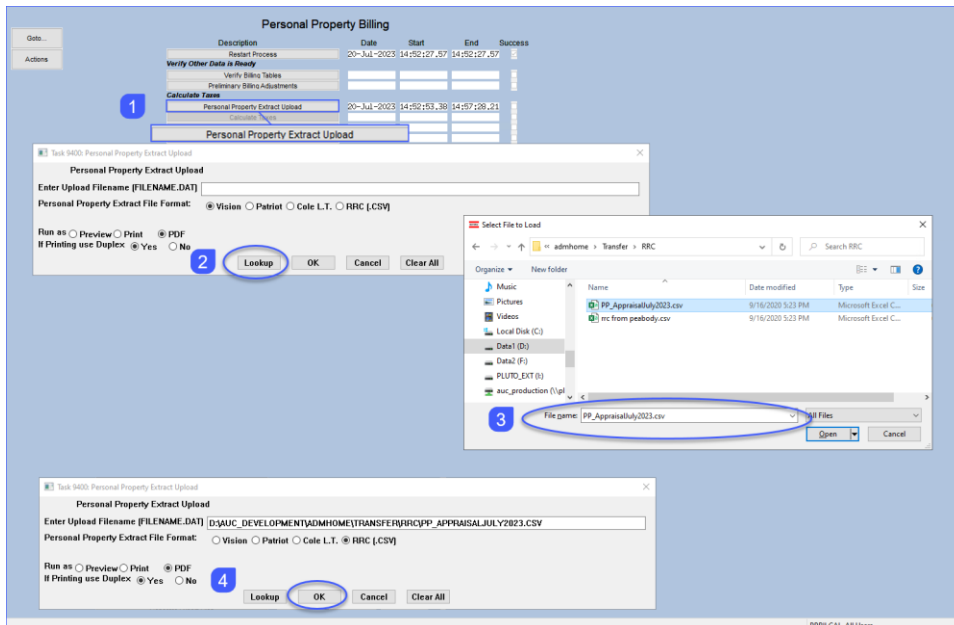 Personal Property Billing
Goto...
Actions
Description Date Start End Success
Restart Process 20-Jul-2023 14:52:27.57 14:52:27.57
Verify Other Data is Ready
Verify Billing Tables
Preliminary Billing Adjustments
Calculate Taxes
1
Personal Property Extract Upload 20-Jul-2023 14:52:53.38 14:57:28.21
Calculate Taxes
Personal Property Extract Upload
Task 9400: Personal Property Extract Upload
Personal Property Extract Upload
Enter Upload Filename (FILENAME.DAT)
Personal Property Extract File Format: Vision Patriot Cole L.T. RRC (.CSV)
Run as Preview Print PDF
If Printing use Duplex Yes No
2
Lookup OK Cancel Clear All
Select File to Load
« admhome > Transfer > RRC
Search RRC
Organize New folder
Music
Pictures
Videos
Local Disk (C:)
Data1 (D:)
Data2 (F:)
PLUTO_EXT (I:)
auc_production (\\pl
Name Date modified Type Size
PP_AppraisalJuly2023.csv 9/16/2020 5:23 PM Microsoft Excel C...
rrc from peabody.csv 9/16/2020 5:23 PM Microsoft Excel C...
3
File name: PP_AppraisalJuly2023.csv All Files
Open Cancel
Task 9400: Personal Property Extract Upload
Personal Property Extract Upload
Enter Upload Filename (FILENAME.DAT) D:\AUC_DEVELOPMENT\ADMHOME\TRANSFER\RRC\PP_APPRAISALJULY2023.CSV
Personal Property Extract File Format: Vision Patriot Cole L.T. RRC (.CSV)
Run as Preview Print PDF
If Printing use Duplex Yes No
4
Lookup OK Cancel Clear All